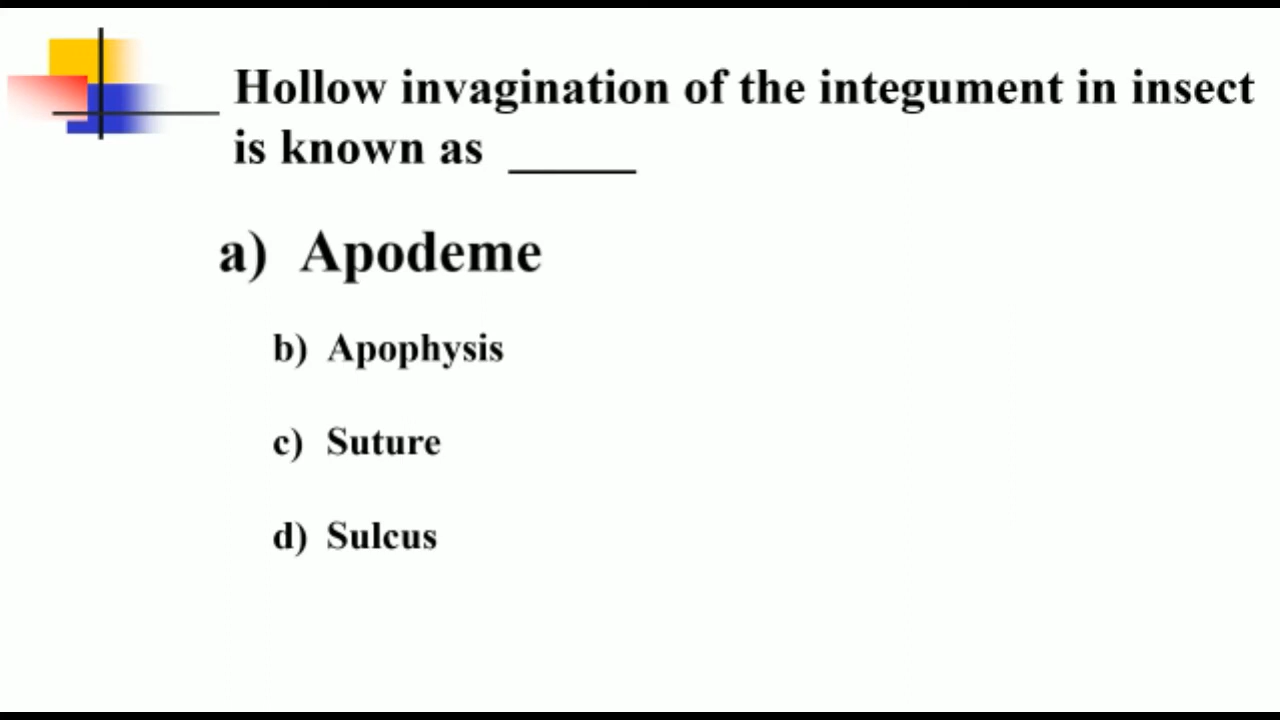 Hollow invagination of the integument in insect
is known as _____
a) Apodeme
b) Apophysis
c) Suture
d) Sulcus